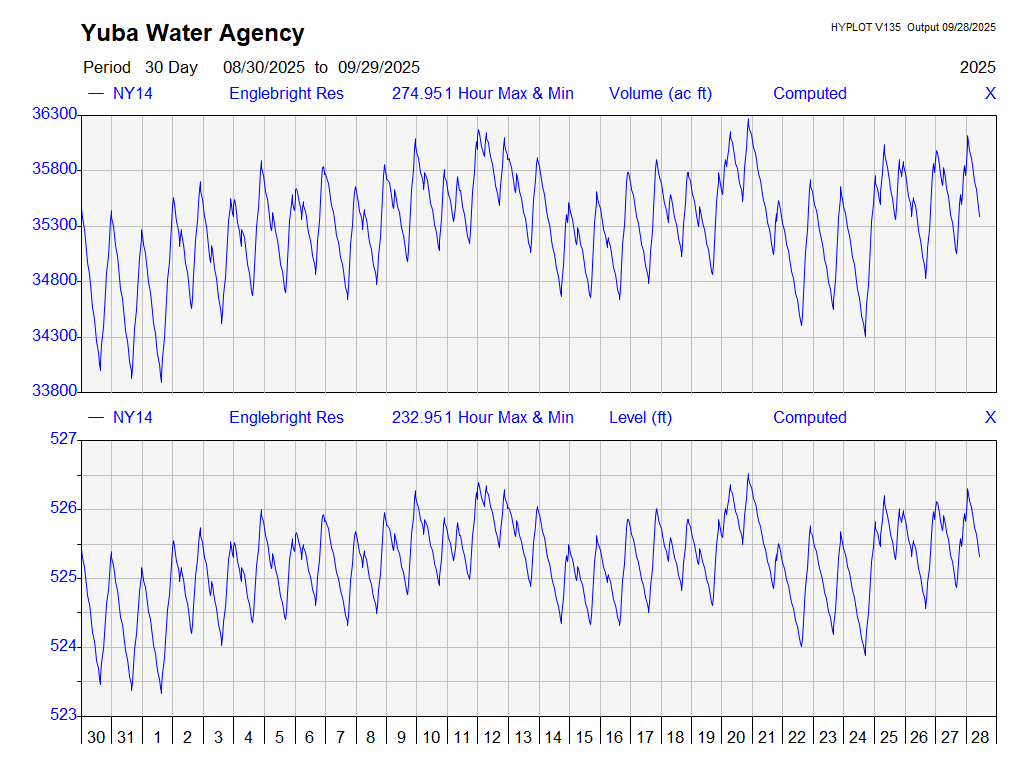 Yuba Water Agency
HYPLOT V135 Output 09/28/2025
Period 30 Day 08/30/2025 to 09/29/2025
2025
NY14 Englebright Res 274.951 Hour Max & Min Volume (ac ft) Computed X
36300
35800
35300
34800
34300
33800
NY14 Englebright Res 232.951 Hour Max & Min Level (ft) Computed X
527
526
525
524
523
30 31 1 2 3 4 5 6 7 8 9 10 11 12 13 14 15 16 17 18 19 20 21 22 23 24 25 26 27 28